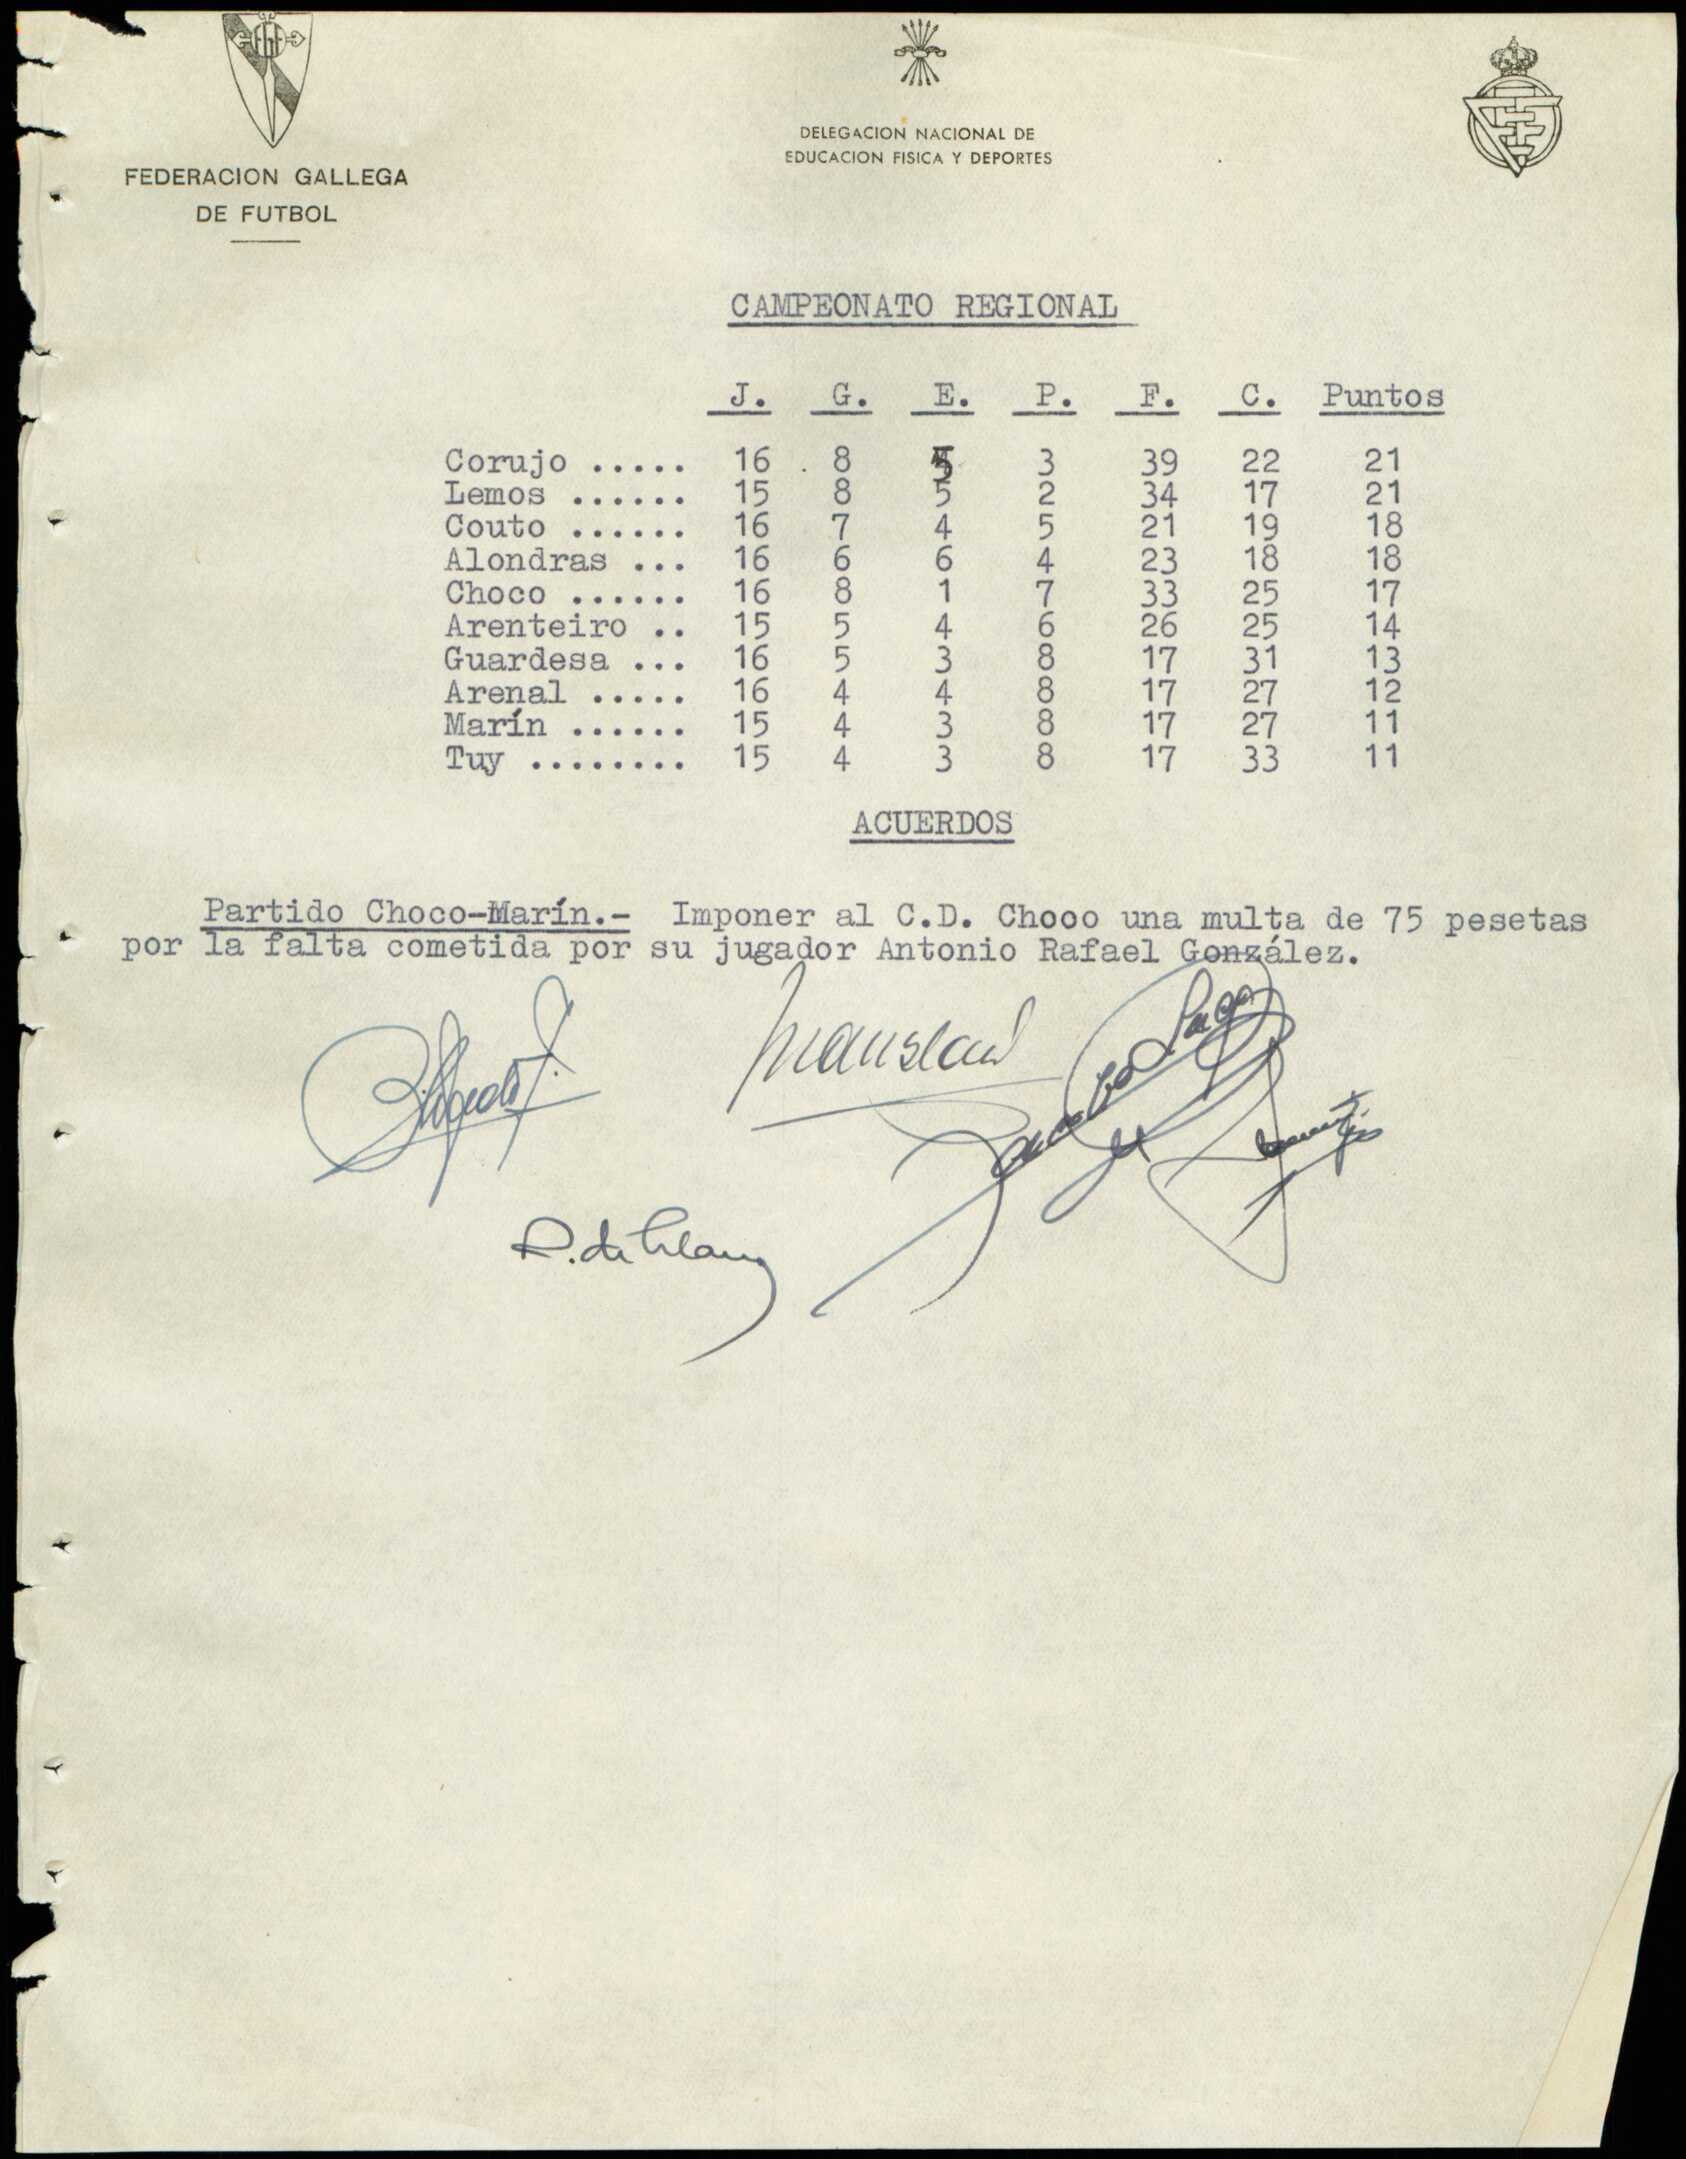 FEDERACION GALLEGA
DE FUTBOL
DELEGACION NACIONAL DE
EDUCACION FISICA Y DEPORTES
CAMPEONATO REGIONAL
J. G. E. P. F. C. Puntos
Corujo ..... 16 8 5 3 39 22 21
Lemos ...... 15 8 5 2 34 17 21
Couto ...... 16 7 4 5 21 19 18
Alondras ... 16 6 6 4 23 18 18
Choco ...... 16 8 1 7 33 25 17
Arenteiro .. 15 5 4 6 26 25 14
Guardesa ... 16 5 3 8 17 31 13
Arenal ..... 16 4 4 8 17 27 12
Marín ...... 15 4 3 8 17 27 11
Tuy ........ 15 4 3 8 17 33 11
ACUERDOS
Partido Choco-Marín.- Imponer al C.D. Choco una multa de 75 pesetas
por la falta cometida por su jugador Antonio Rafael González.